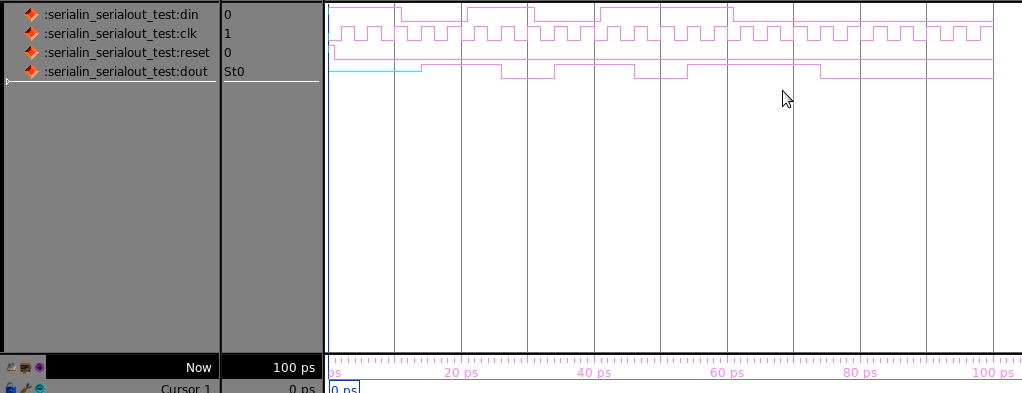 :serialin_serialout_test:din 0
:serialin_serialout_test:clk 1
:serialin_serialout_test:reset 0
:serialin_serialout_test:dout St0
Now 100 ps ps 20 ps 40 ps 60 ps 80 ps 100 ps
Cursor 1 0 ps 0 ps